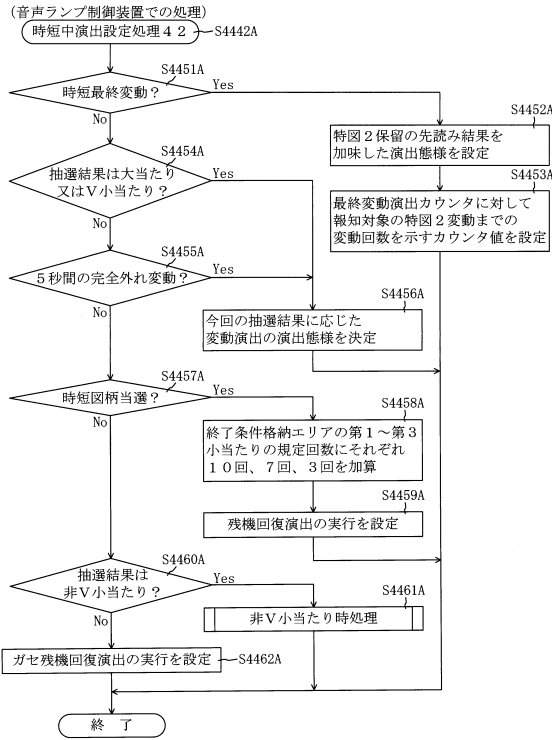 (音声ランプ制御装置での処理)
時短中演出設定処理42
S4442A
S4451A
時短最終変動?
Yes
No
S4452A
特図2保留の先読み結果を
加味した演出態様を設定
S4453A
最終変動演出カウンタに対して
報知対象の特図2変動までの
変動回数を示すカウンタ値を設定
S4454A
抽選結果は大当たり
又はV小当たり?
Yes
No
S4455A
5秒間の完全外れ変動?
Yes
No
S4456A
今回の抽選結果に応じた
変動演出の演出態様を決定
S4457A
時短図柄当選?
Yes
No
S4458A
終了条件格納エリアの第1~第3
小当たりの規定回数にそれぞれ
10回、7回、3回を加算
S4459A
残機回復演出の実行を設定
S4460A
抽選結果は
非V小当たり?
Yes
No
S4461A
非V小当たり時処理
ガセ残機回復演出の実行を設定
S4462A
終了